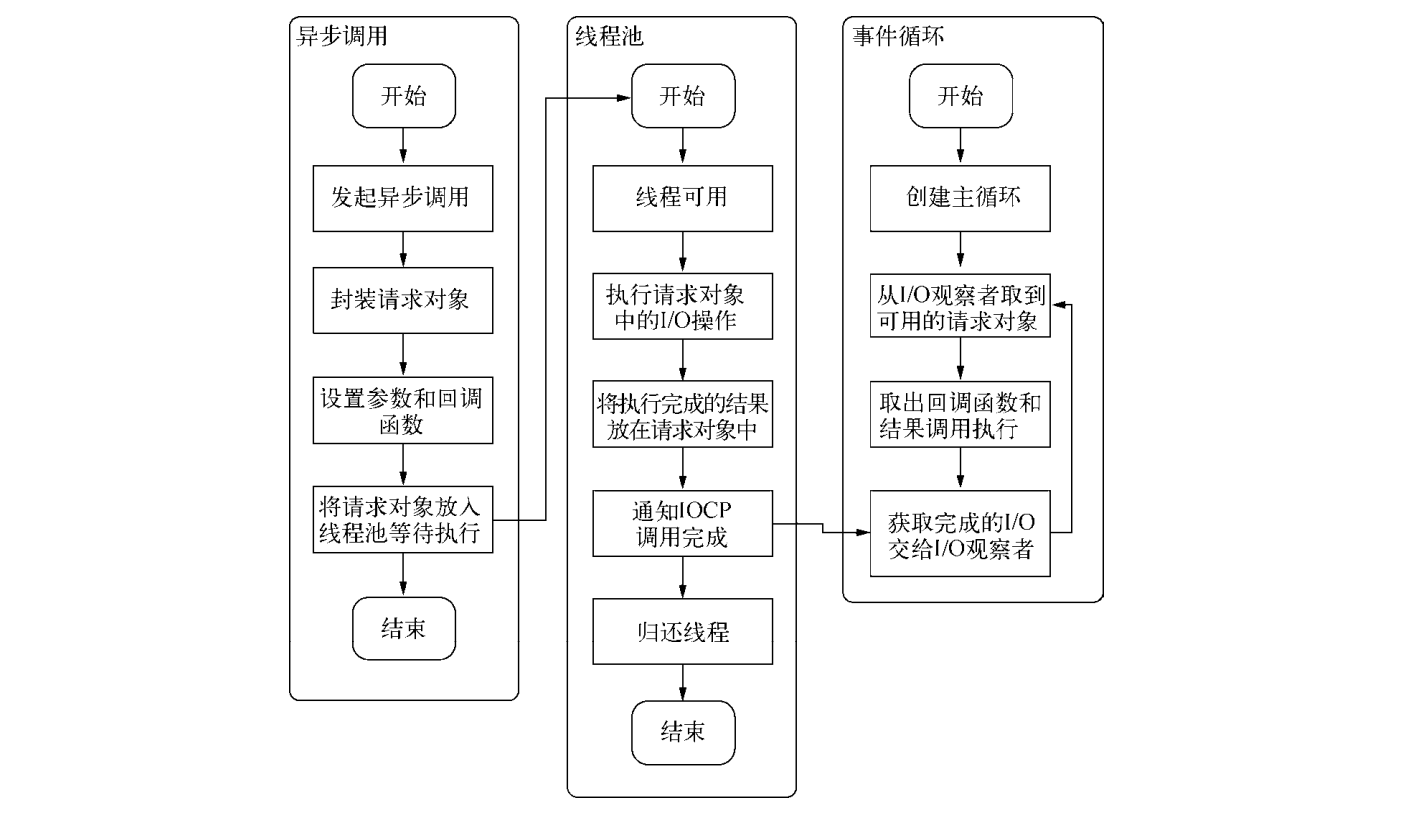 异步调用
开始
发起异步调用
封装请求对象
设置参数和回调
函数
将请求对象放入
线程池等待执行
结束
线程池
开始
线程可用
执行请求对象
中的I/O操作
将执行完成的结果
放在请求对象中
通知IOCP
调用完成
归还线程
结束
事件循环
开始
创建主循环
从I/O观察者取到
可用的请求对象
取出回调函数和
结果调用执行
获取完成的I/O
交给I/O观察者